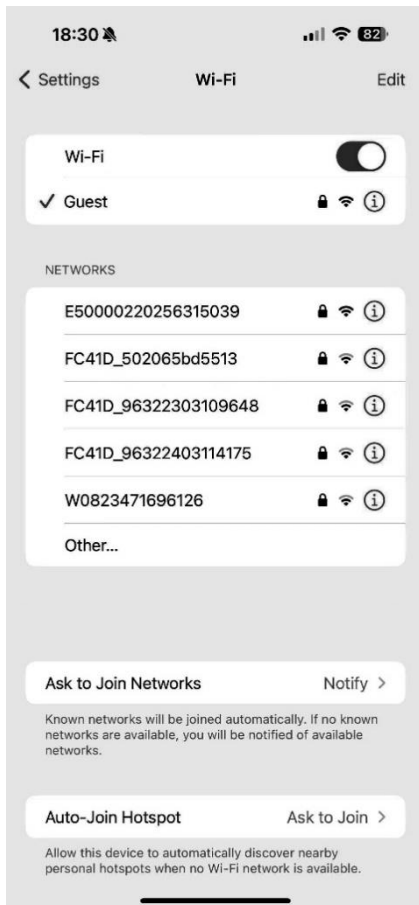 18:30
82
Settings
Wi-Fi
Edit
Wi-Fi
Guest
NETWORKS
E50000220256315039
FC41D_502065bd5513
FC41D_96322303109648
FC41D_96322403114175
W0823471696126
Other...
Ask to Join Networks
Notify
Known networks will be joined automatically. If no known
networks are available, you will be notified of available
networks.
Auto-Join Hotspot
Ask to Join
Allow this device to automatically discover nearby
personal hotspots when no Wi-Fi network is available.